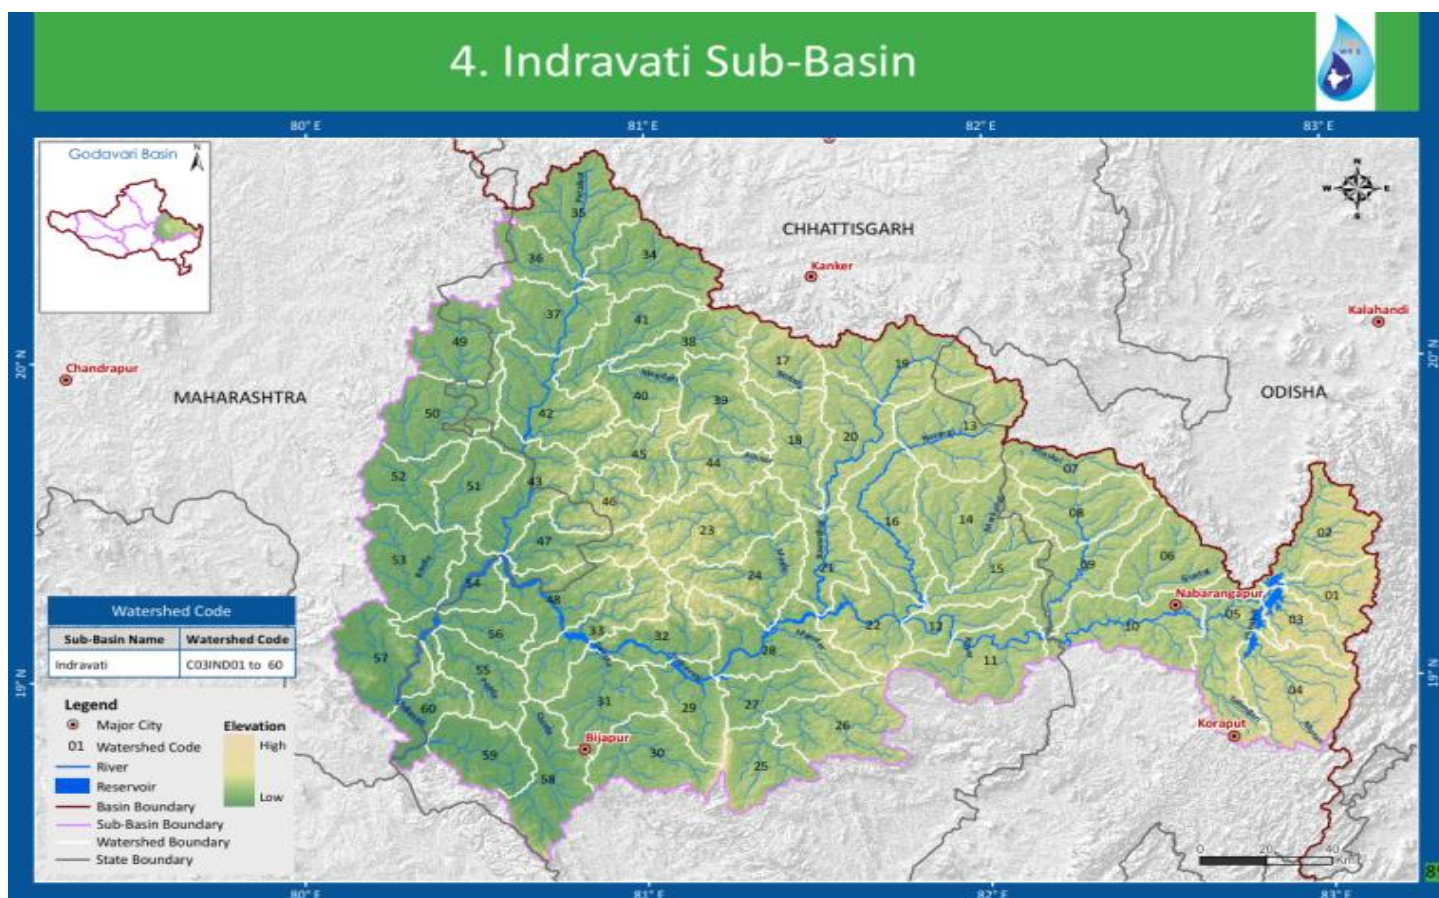 4. Indravati Sub-Basin
80° E
81° E
82° E
83° E
Godavari Basin
N
N
W
E
S
CHHATTISGARH
Kanker
Kalahandi
20° N
20° N
Chandrapur
MAHARASHTRA
ODISHA
35
36
34
37
41
49
38
17
19
40
39
50
42
18
20
13
45
44
07
52
51
43
46
08
23
16
14
02
53
47
06
24
21
15
09
54
48
01
Nabarangapur
05
03
56
33
32
22
12
10
28
57
11
55
04
60
31
29
27
26
Koraput
Bijapur
59
30
25
58
19° N
19° N
Watershed Code
Sub-Basin Name
Watershed Code
Indravati
C03IND01 to 60
Legend
Major City
01 Watershed Code
River
Reservoir
Basin Boundary
Sub-Basin Boundary
Watershed Boundary
State Boundary
Elevation
High
Low
0 20 40
Km
80° E
81° E
82° E
83° E